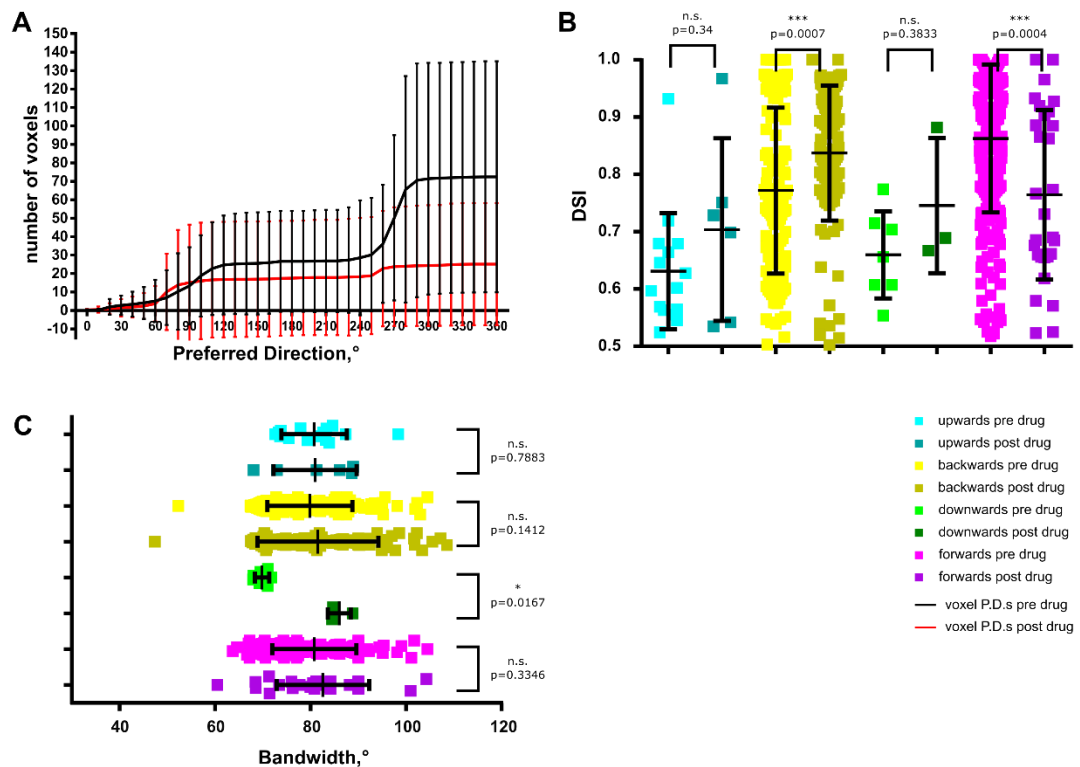 A
number of voxels
150
140
130
120
110
100
90
80
70
60
50
40
30
20
10
0
-10
0 30 60 90 120 150 180 210 240 270 300 330 360
Preferred Direction,°
B
n.s.
p=0.34
***
p=0.0007
n.s.
p=0.3833
***
p=0.0004
DSI
1.0
0.9
0.8
0.7
0.6
0.5
C
n.s.
p=0.7883
n.s.
p=0.1412
*
p=0.0167
n.s.
p=0.3346
40 60 80 100 120
Bandwidth,°
upwards pre drug
upwards post drug
backwards pre drug
backwards post drug
downwards pre drug
downwards post drug
forwards pre drug
forwards post drug
voxel P.D.s pre drug
voxel P.D.s post drug